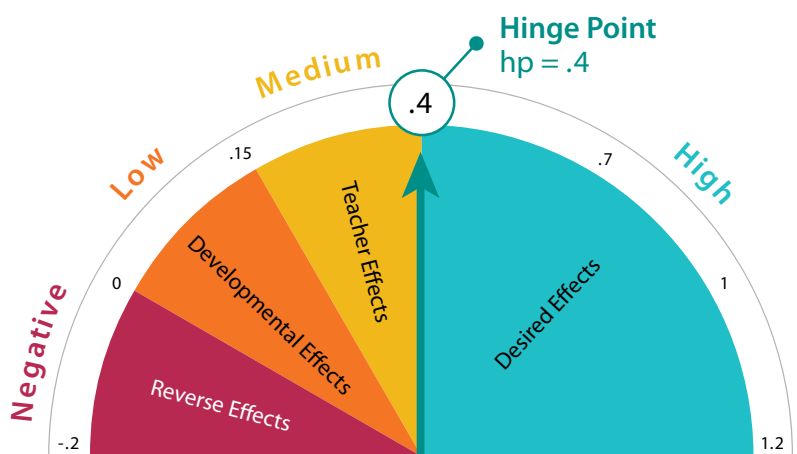 Hinge Point
hp = .4
Medium
.4
.15
.7
Low
High
Teacher Effects
Developmental Effects
Desired Effects
0
1
Negative
Reverse Effects
-.2
1.2